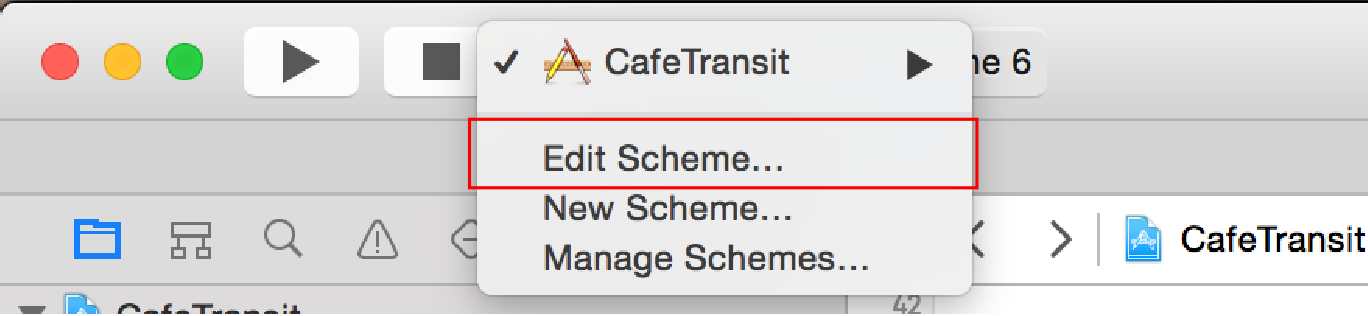 CafeTransit
ne 6
Edit Scheme...
New Scheme...
Manage Schemes...
CafeTransit
CafeTransit
42